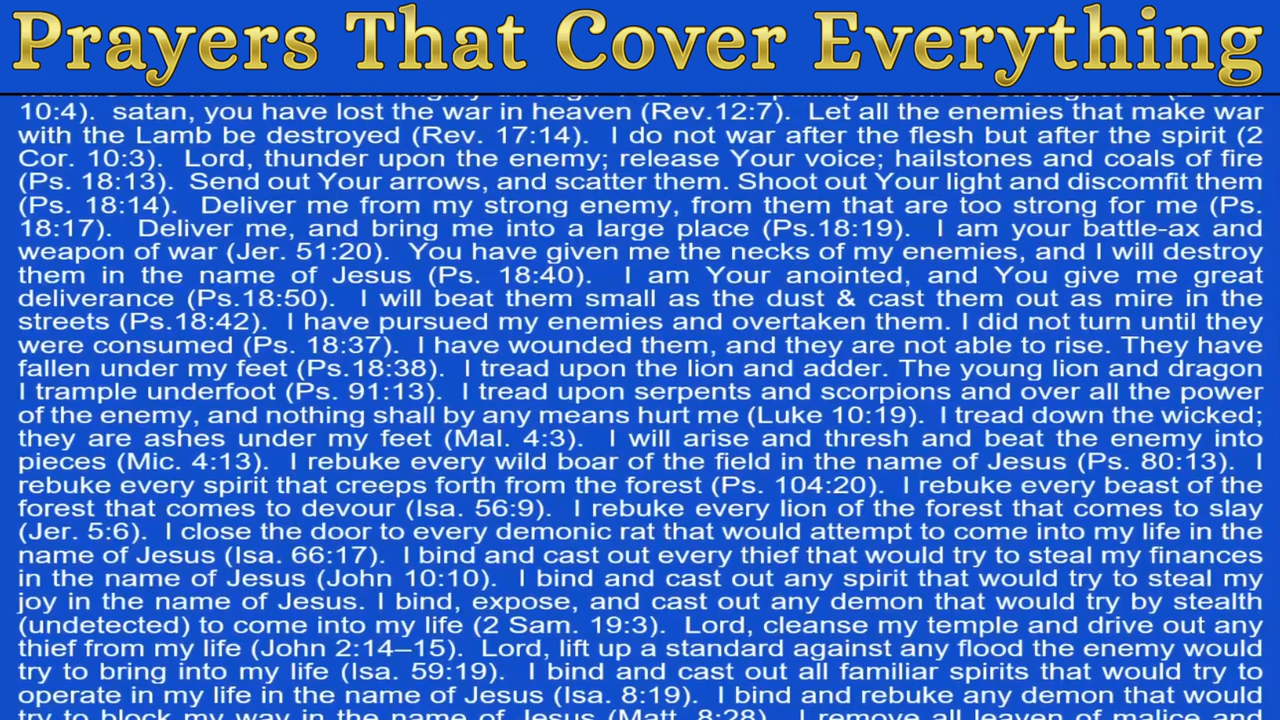 Prayers That Cover Everything
10:4). satan, you have lost the war in heaven (Rev.12:7). Let all the enemies that make war
with the Lamb be destroyed (Rev. 17:14). I do not war after the flesh but after the spirit (2
Cor. 10:3). Lord, thunder upon the enemy; release Your voice; hailstones and coals of fire
(Ps. 18:13). Send out Your arrows, and scatter them. Shoot out Your light and discomfit them
(Ps. 18:14). Deliver me from my strong enemy, from them that are too strong for me (Ps.
18:17). Deliver me, and bring me into a large place (Ps.18:19). I am your battle-ax and
weapon of war (Jer. 51:20). You have given me the necks of my enemies, and I will destroy
them in the name of Jesus (Ps. 18:40). I am Your anointed, and You give me great
deliverance (Ps.18:50). I will beat them small as the dust & cast them out as mire in the
streets (Ps.18:42). I have pursued my enemies and overtaken them. I did not turn until they
were consumed (Ps. 18:37). I have wounded them, and they are not able to rise. They have
fallen under my feet (Ps.18:38). I tread upon the lion and adder. The young lion and dragon
I trample underfoot (Ps. 91:13). I tread upon serpents and scorpions and over all the power
of the enemy, and nothing shall by any means hurt me (Luke 10:19). I tread down the wicked;
they are ashes under my feet (Mal. 4:3). I will arise and thresh and beat the enemy into
pieces (Mic. 4:13). I rebuke every wild boar of the field in the name of Jesus (Ps. 80:13). I
rebuke every spirit that creeps forth from the forest (Ps. 104:20). I rebuke every beast of the
forest that comes to devour (Isa. 56:9). I rebuke every lion of the forest that comes to slay
(Jer. 5:6). I close the door to every demonic rat that would attempt to come into my life in the
name of Jesus (Isa. 66:17). I bind and cast out every thief that would try to steal my finances
in the name of Jesus (John 10:10). I bind and cast out any spirit that would try to steal my
joy in the name of Jesus. I bind, expose, and cast out any demon that would try by stealth
(undetected) to come into my life (2 Sam. 19:3). Lord, cleanse my temple and drive out any
thief from my life (John 2:14–15). Lord, lift up a standard against any flood the enemy would
try to bring into my life (Isa. 59:19). I bind and cast out all familiar spirits that would try to
operate in my life in the name of Jesus (Isa. 8:19). I bind and rebuke any demon that would
try to block my way in the name of Jesus (Matt. 8:28). I remove all leaven of malice and